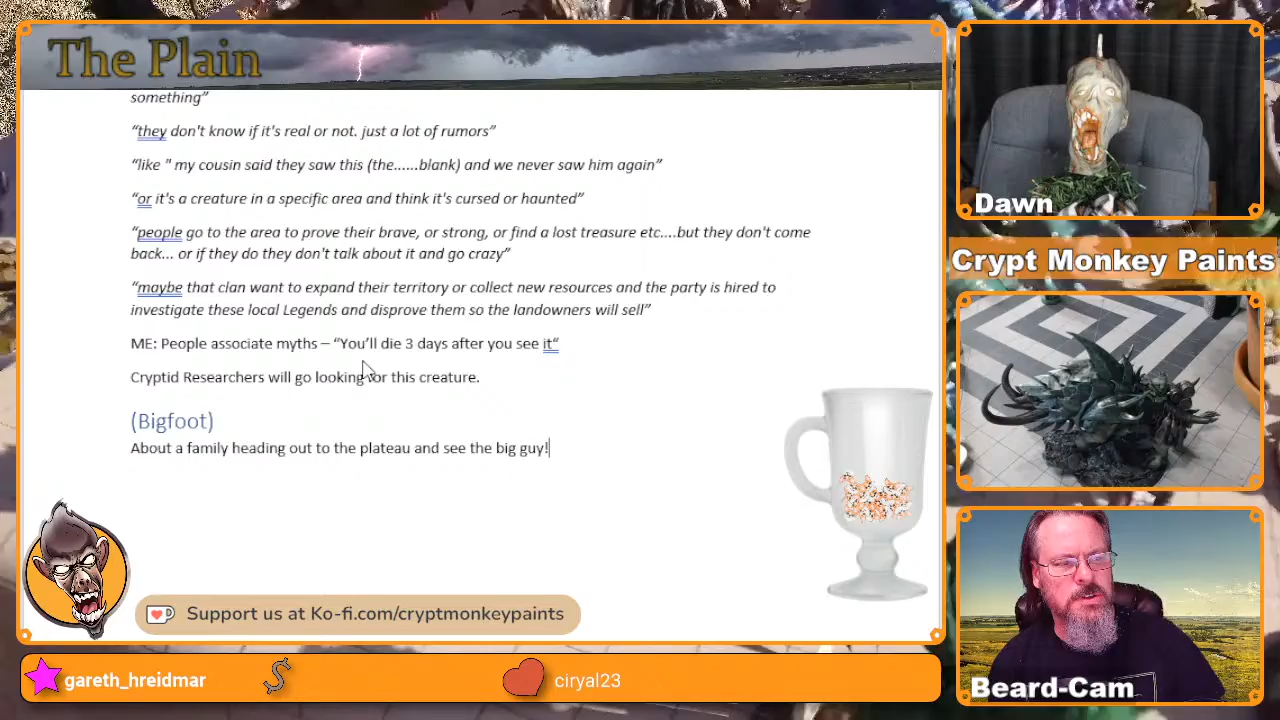 The Plain
something”
“they don't know if it's real or not. just a lot of rumors”
“like " my cousin said they saw this (the......blank) and we never saw him again”
“or it's a creature in a specific area and think it's cursed or haunted”
“people go to the area to prove their brave, or strong, or find a lost treasure etc....but they don't come
back... or if they do they don't talk about it and go crazy”
“maybe that clan want to expand their territory or collect new resources and the party is hired to
investigate these local Legends and disprove them so the landowners will sell”
ME: People associate myths – “You’ll die 3 days after you see it“
Cryptid Researchers will go looking for this creature.
(Bigfoot)
About a family heading out to the plateau and see the big guy!
Support us at Ko-fi.com/cryptmonkeypaints
gareth_hreidmar
$
ciryal23
Dawn
Crypt Monkey Paints
Beard-Cam